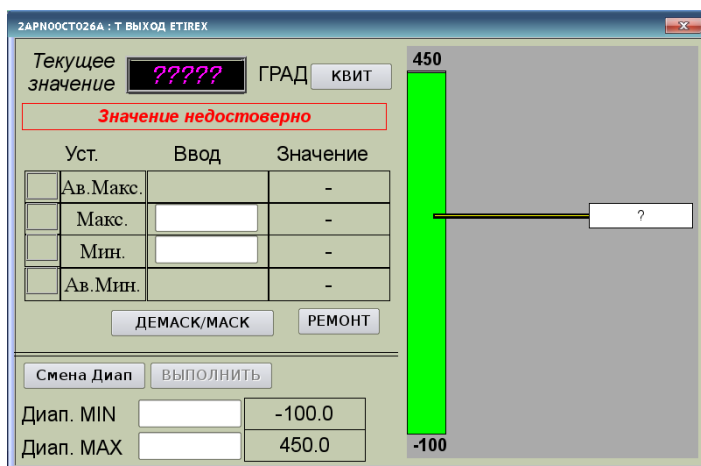 2APN00CT026A : Т ВЫХОД ETIREX
Текущее значение ????? ГРАД КВИТ
Значение недостоверно
Уст. Ввод Значение
Ав.Макс. -
Макс. -
Мин. -
Ав.Мин. -
ДЕМАСК/МАСК РЕМОНТ
Смена Диап ВЫПОЛНИТЬ
Диап. MIN -100.0
Диап. MAX 450.0
450
?
-100